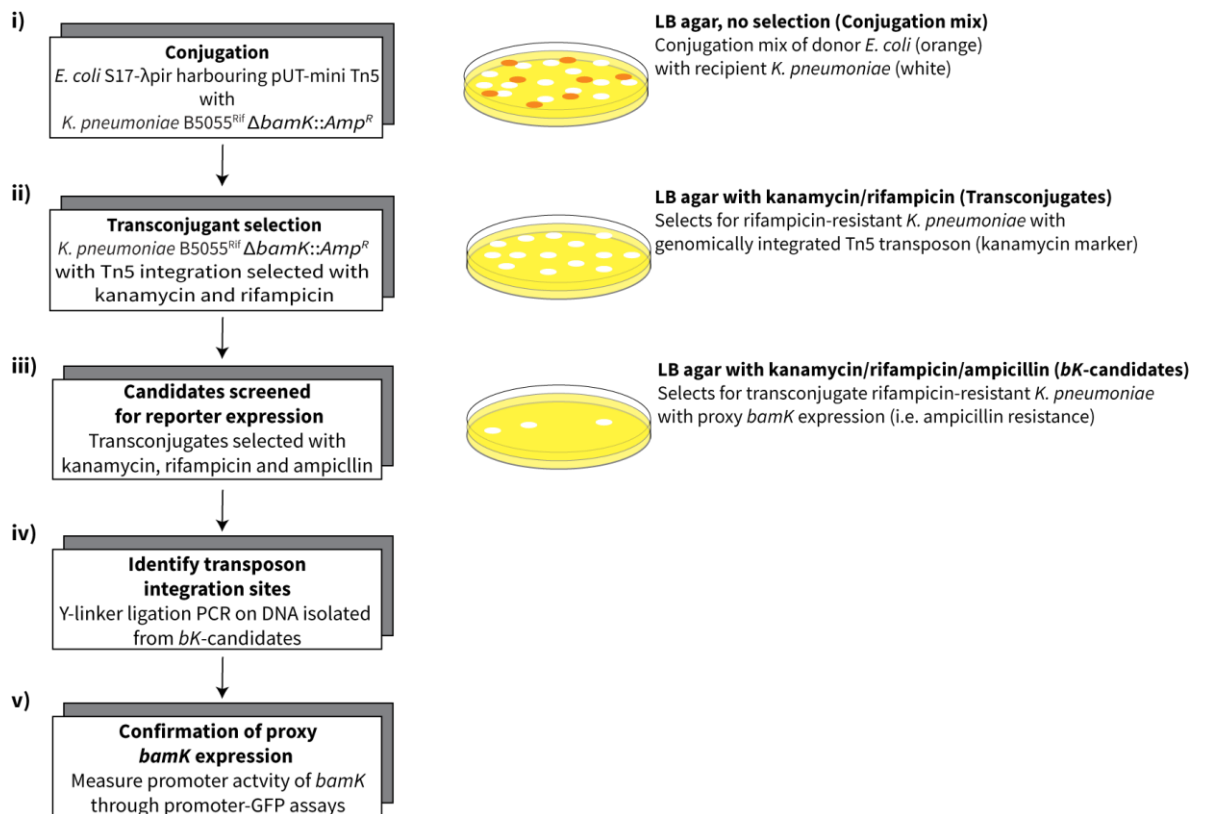 i)
Conjugation
E. coli S17-λpir harbouring pUT-mini Tn5
with
K. pneumoniae B5055Rif ΔbamK::AmpR
LB agar, no selection (Conjugation mix)
Conjugation mix of donor E. coli (orange)
with recipient K. pneumoniae (white)
ii)
Transconjugant selection
K. pneumoniae B5055Rif ΔbamK::AmpR
with Tn5 integration selected with
kanamycin and rifampicin
LB agar with kanamycin/rifampicin (Transconjugates)
Selects for rifampicin-resistant K. pneumoniae with
genomically integrated Tn5 transposon (kanamycin marker)
iii)
Candidates screened
for reporter expression
Transconjugates selected with
kanamycin, rifampicin and ampicllin
LB agar with kanamycin/rifampicin/ampicillin (bK-candidates)
Selects for transconjugate rifampicin-resistant K. pneumoniae
with proxy bamK expression (i.e. ampicillin resistance)
iv)
Identify transposon
integration sites
Y-linker ligation PCR on DNA isolated
from bK-candidates
v)
Confirmation of proxy
bamK expression
Measure promoter actvity of bamK
through promoter-GFP assays